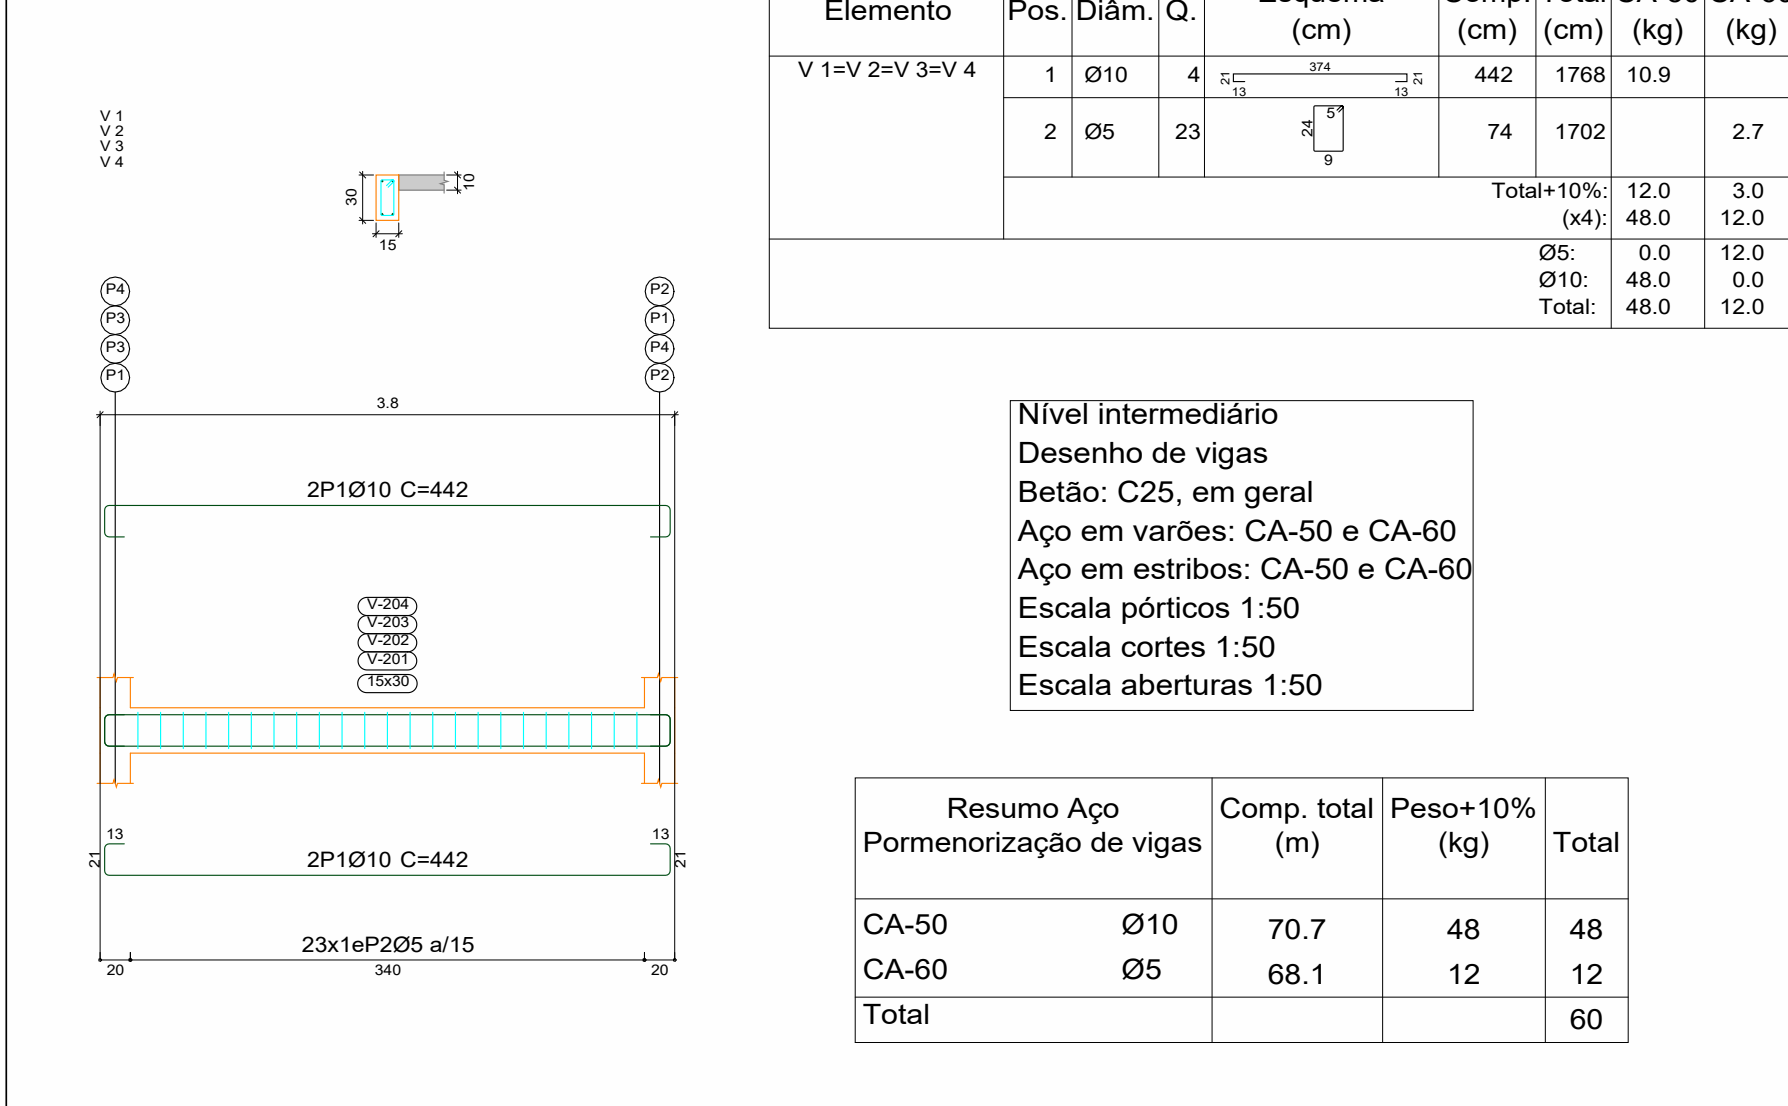 Elemento Pos. Diâm. Q. Esquema (cm) Comp. (cm) Total (cm) CA-50 (kg) CA-60 (kg)
V 1=V 2=V 3=V 4 1 Ø10 4 21 13 374 13 21 442 1768 10.9
2 Ø5 23 24 5 9 74 1702 2.7
Total+10%: 12.0 3.0
(x4): 48.0 12.0
Ø5: 0.0 12.0
Ø10: 48.0 0.0
Total: 48.0 12.0
V 1
V 2
V 3
V 4
30
10
15
P4 P2
P3 P1
P3 P4
P1 P2
3.8
2P1Ø10 C=442
V-204
V-203
V-202
V-201
15x30
13 13
21 2P1Ø10 C=442 21
23x1eP2Ø5 a/15
20 340 20
Nível intermediário
Desenho de vigas
Betão: C25, em geral
Aço em varões: CA-50 e CA-60
Aço em estribos: CA-50 e CA-60
Escala pórticos 1:50
Escala cortes 1:50
Escala aberturas 1:50
Resumo Aço Comp. total Peso+10%
Pormenorização de vigas (m) (kg) Total
CA-50 Ø10 70.7 48 48
CA-60 Ø5 68.1 12 12
Total 60